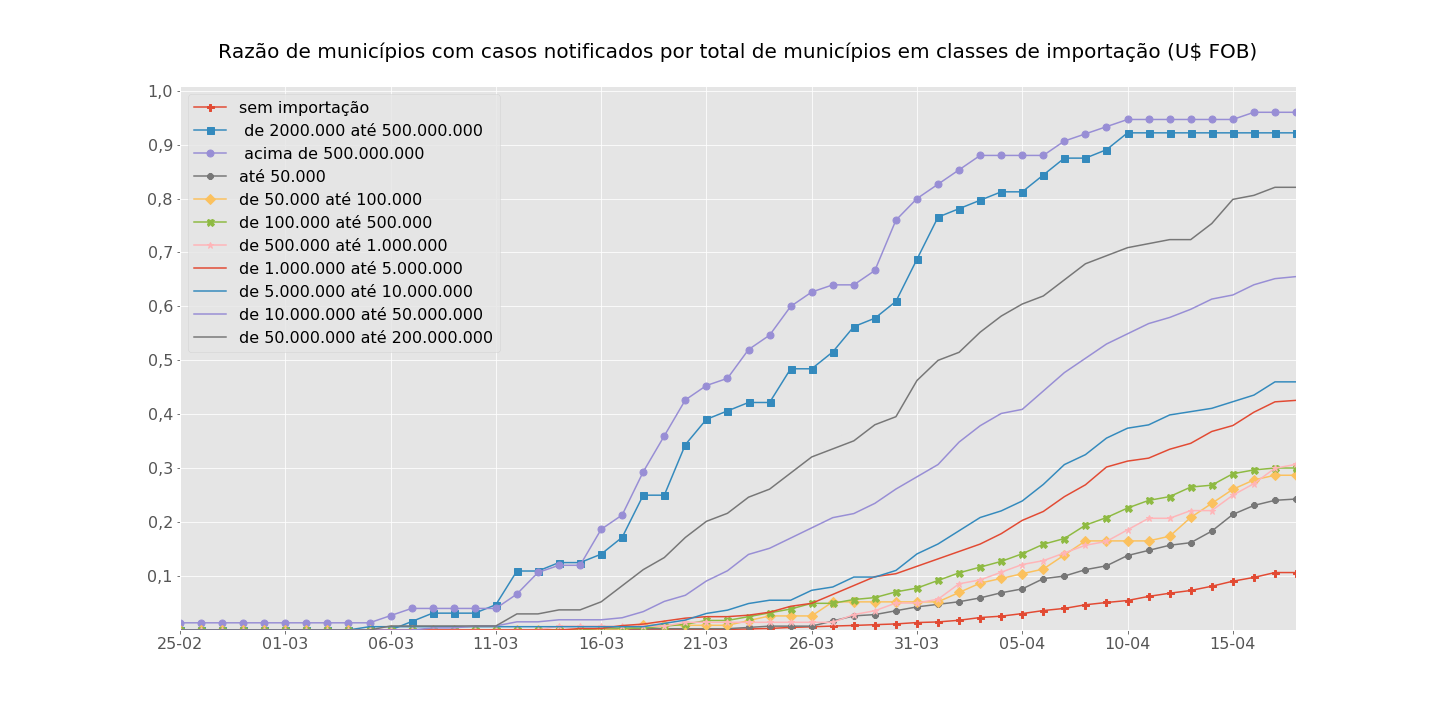 Razão de municípios com casos notificados por total de municípios em classes de importação (U$ FOB)
1,0
0,9
0,8
0,7
0,6
0,5
0,4
0,3
0,2
0,1
sem importação
de 2000.000 até 500.000.000
acima de 500.000.000
até 50.000
de 50.000 até 100.000
de 100.000 até 500.000
de 500.000 até 1.000.000
de 1.000.000 até 5.000.000
de 5.000.000 até 10.000.000
de 10.000.000 até 50.000.000
de 50.000.000 até 200.000.000
25-02 01-03 06-03 11-03 16-03 21-03 26-03 31-03 05-04 10-04 15-04